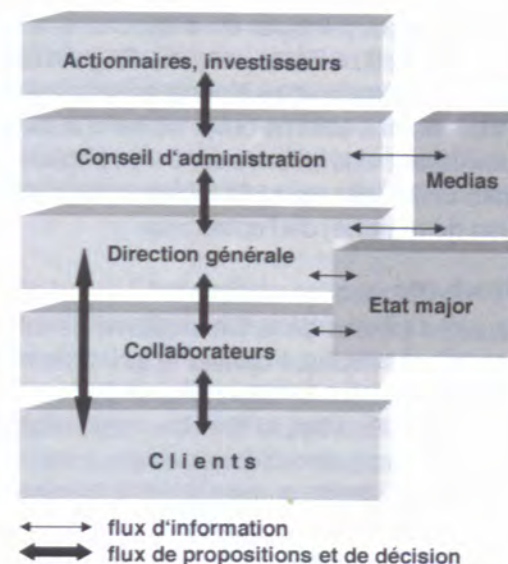 Actionnaires, investisseurs
Conseil d'administration
Medias
Direction générale
Etat major
Collaborateurs
Clients
flux d'information
flux de propositions et de décision